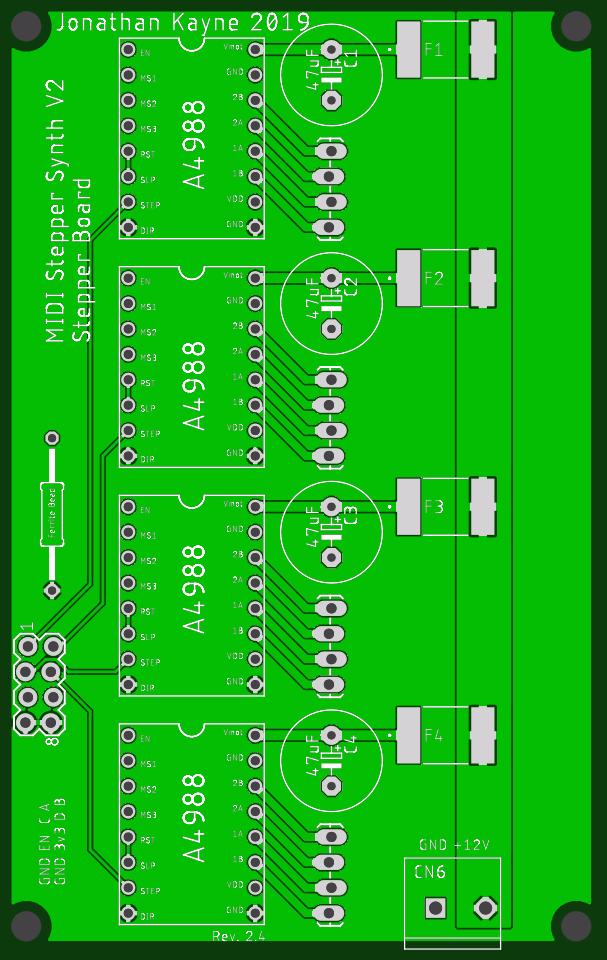 Jonathan Kayne 2019
MIDI Stepper Synth V2
Stepper Board
EN
MS1
MS2
MS3
RST
SLP
STEP
DIR
A4988
Vmot
GND
2B
2A
1A
1B
VDD
GND
47uF
+
C1
F1
EN
MS1
MS2
MS3
RST
SLP
STEP
DIR
A4988
Vmot
GND
2B
2A
1A
1B
VDD
GND
47uF
+
C2
F2
Ferrite Bead
EN
MS1
MS2
MS3
RST
SLP
STEP
DIR
A4988
Vmot
GND
2B
2A
1A
1B
VDD
GND
47uF
+
C3
F3
1
8
EN
MS1
MS2
MS3
RST
SLP
STEP
DIR
A4988
Vmot
GND
2B
2A
1A
1B
VDD
GND
47uF
+
C4
F4
GND EN C A
GND 3v3 D B
GND +12V
CN6
Rev. 2.4